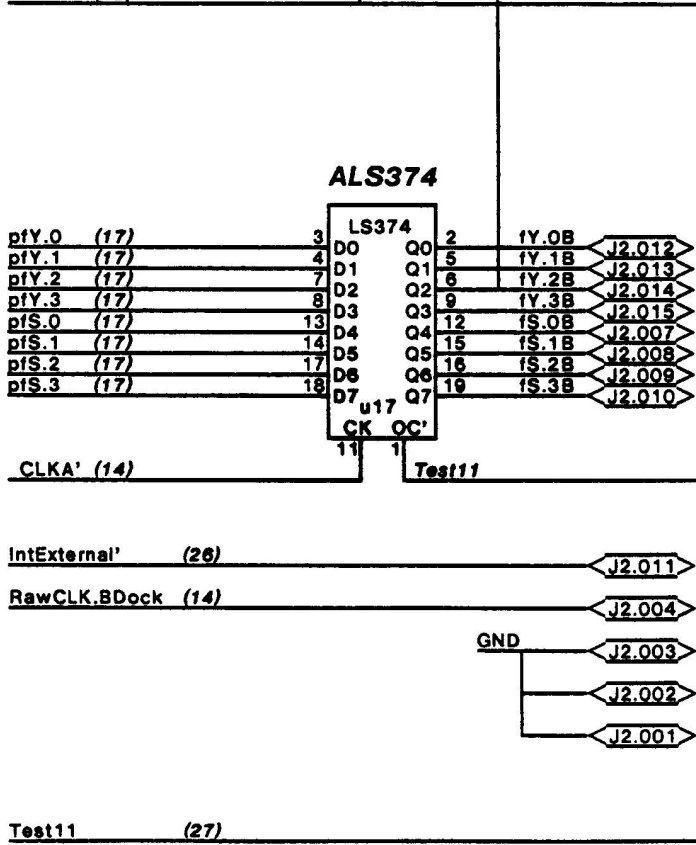 ALS374
LS374
pfY.0 (17) 3 D0 Q0 2 fY.0B J2.012
pfY.1 (17) 4 D1 Q1 5 fY.1B J2.013
pfY.2 (17) 7 D2 Q2 6 fY.2B J2.014
pfY.3 (17) 8 D3 Q3 9 fY.3B J2.015
pfS.0 (17) 13 D4 Q4 12 fS.0B J2.007
pfS.1 (17) 14 D5 Q5 15 fS.1B J2.008
pfS.2 (17) 17 D6 Q6 16 fS.2B J2.009
pfS.3 (17) 18 D7 Q7 19 fS.3B J2.010
u17
CK OC'
11 1
CLKA' (14) Test11
IntExternal' (26) J2.011
RawCLK.BDock (14) J2.004
GND J2.003
J2.002
J2.001
Test11 (27)